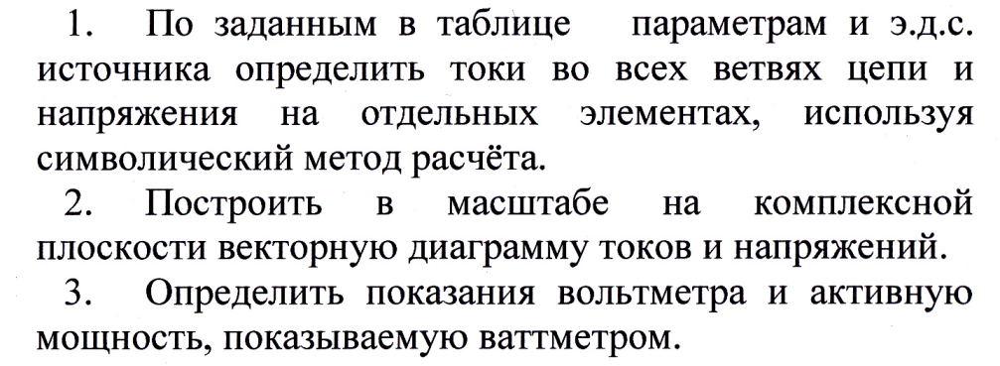 1. По заданным в таблице параметрам и э.д.с.
источника определить токи во всех ветвях цепи и
напряжения на отдельных элементах, используя
символический метод расчёта.
2. Построить в масштабе на комплексной
плоскости векторную диаграмму токов и напряжений.
3. Определить показания вольтметра и активную
мощность, показываемую ваттметром.